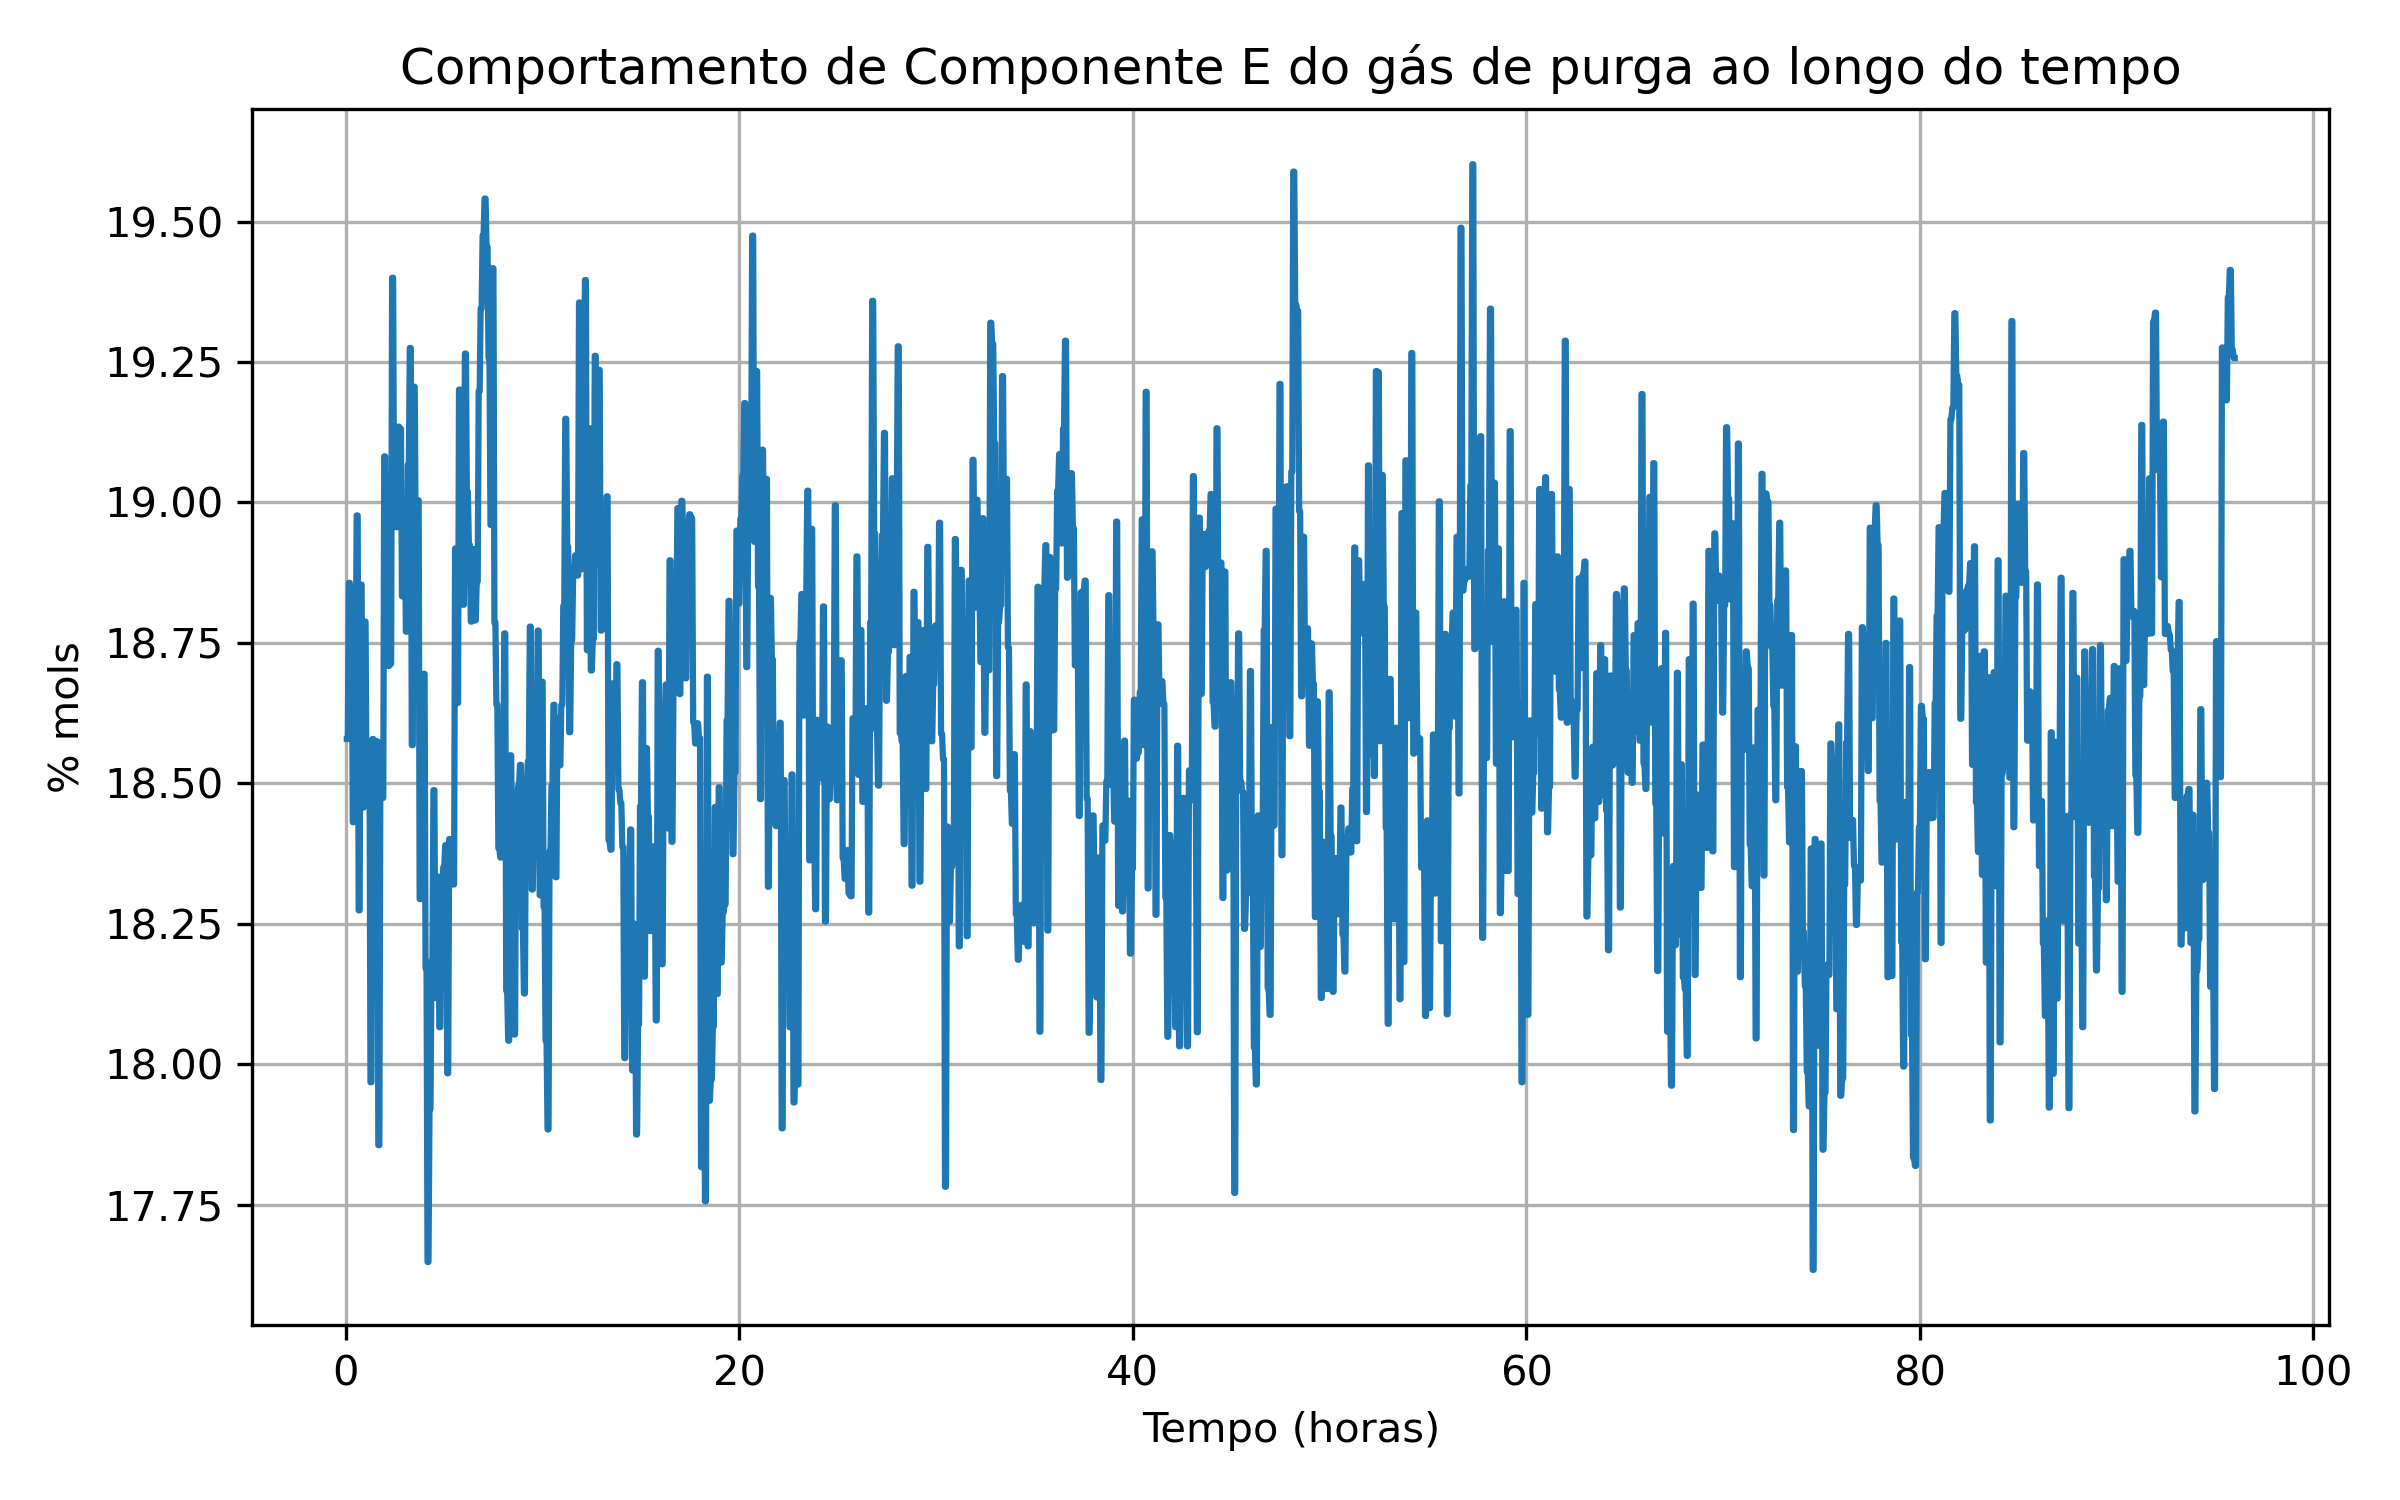 Comportamento de Componente E do gás de purga ao longo do tempo
19.50
19.25
19.00
18.75
18.50
18.25
18.00
17.75
% mols
0 20 40 60 80 100
Tempo (horas)